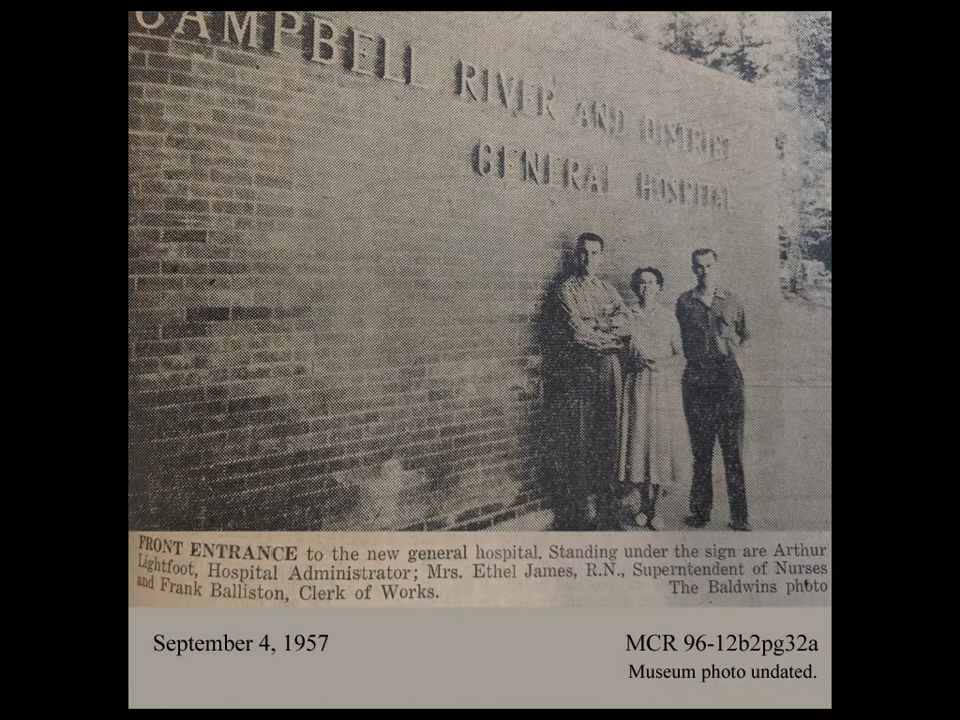 CAMPBELL RIVER AND DISTRICT
GENERAL HOSPITAL
FRONT ENTRANCE to the new general hospital. Standing under the sign are Arthur
Lightfoot, Hospital Administrator; Mrs. Ethel James, R.N., Superntendent of Nurses
and Frank Balliston, Clerk of Works. The Baldwins photo
September 4, 1957 MCR 96-12b2pg32a
Museum photo undated.